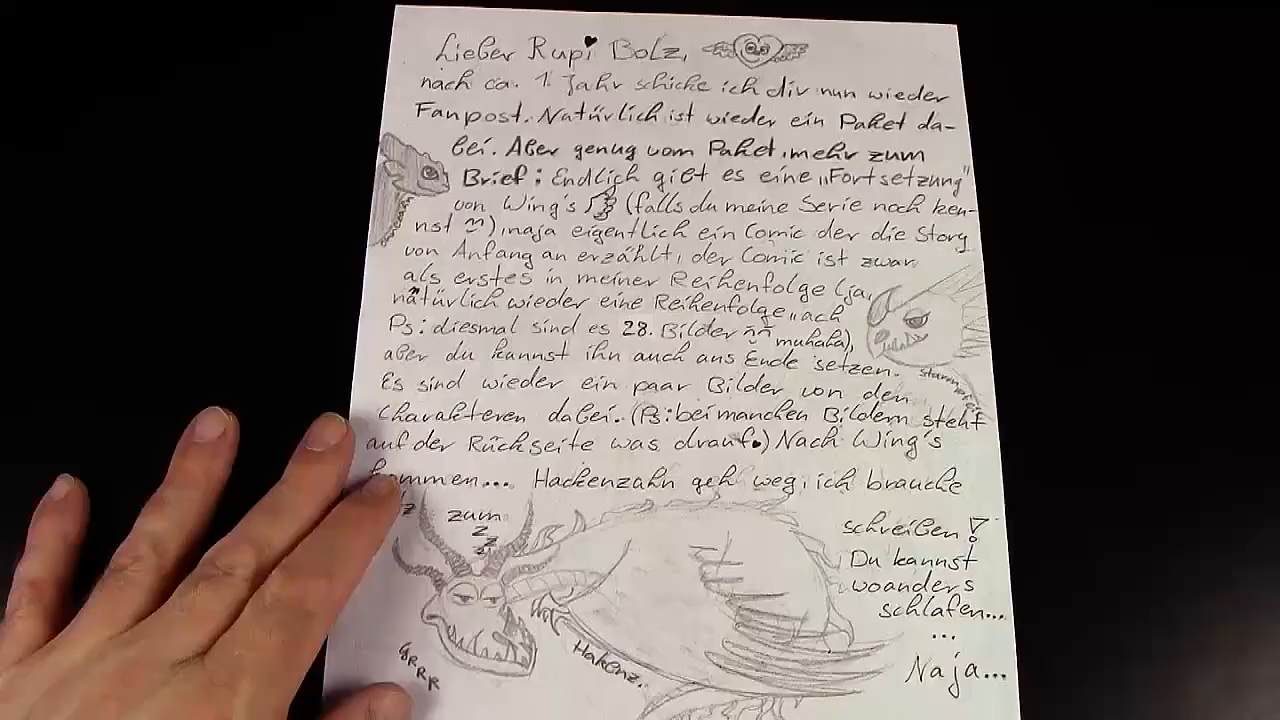 Lieber Rupi Bolz,
nach ca. 1 Jahr schicke ich dir nun wieder
Fanpost. Natürlich ist wieder ein Paket da-
bei. Aber genug vom Paket, mehr zum
Brief: Endlich gibt es eine „Fortsetzung"
von Wing's (falls du meine Serie noch ken-
nst ), naja eigentlich ein Comic der die Story
von Anfang an erzählt, der Comic ist zwar
als erstes in meiner Reihenfolge (ja,
natürlich wieder eine Reihenfolge, ach
Ps: diesmal sind es 28. Bilder muhaha),
aber du kannst ihn auch ans Ende setzen.
Es sind wieder ein paar Bilder von den
Charakteren dabei. (Ps: bei manchen Bildern steht
auf der Rückseite was drauf.) Nach Wing's
kommen... Hackenzahn geh weg, ich brauche
zum
schreiben!
Du kannst
woanders
schlafen...
...
Naja...
Z
Z
Z
GRRR
Hakenz.